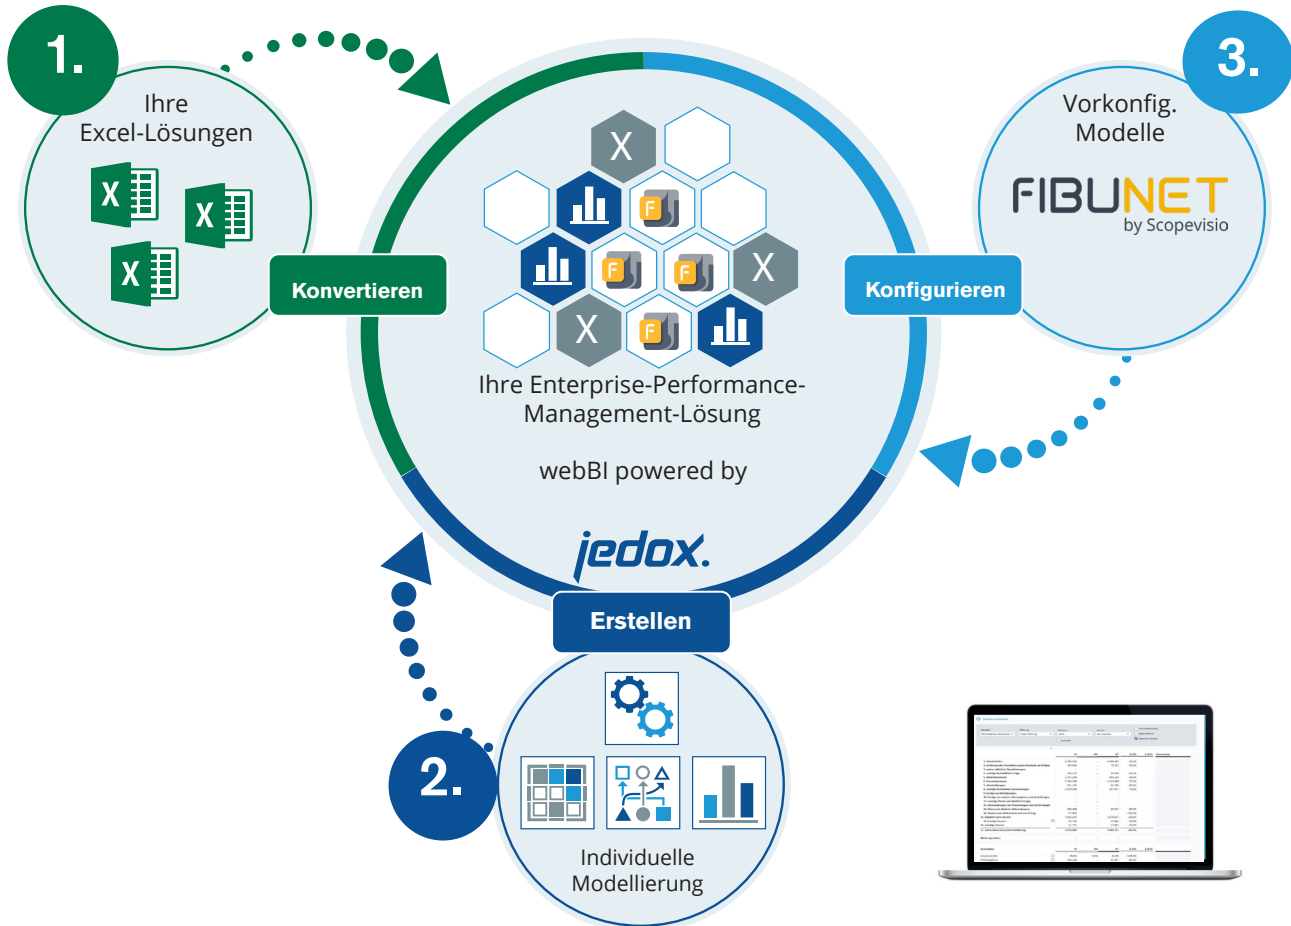 1.
Ihre
Excel-Lösungen
X
X
X
Konvertieren
3.
Vorkonfig.
Modelle
FIBUNET
by Scopevisio
Konfigurieren
X
F
F
F
X
X
F
Ihre Enterprise-Performance-
Management-Lösung
webBI powered by
jedox.
Erstellen
2.
Individuelle
Modellierung